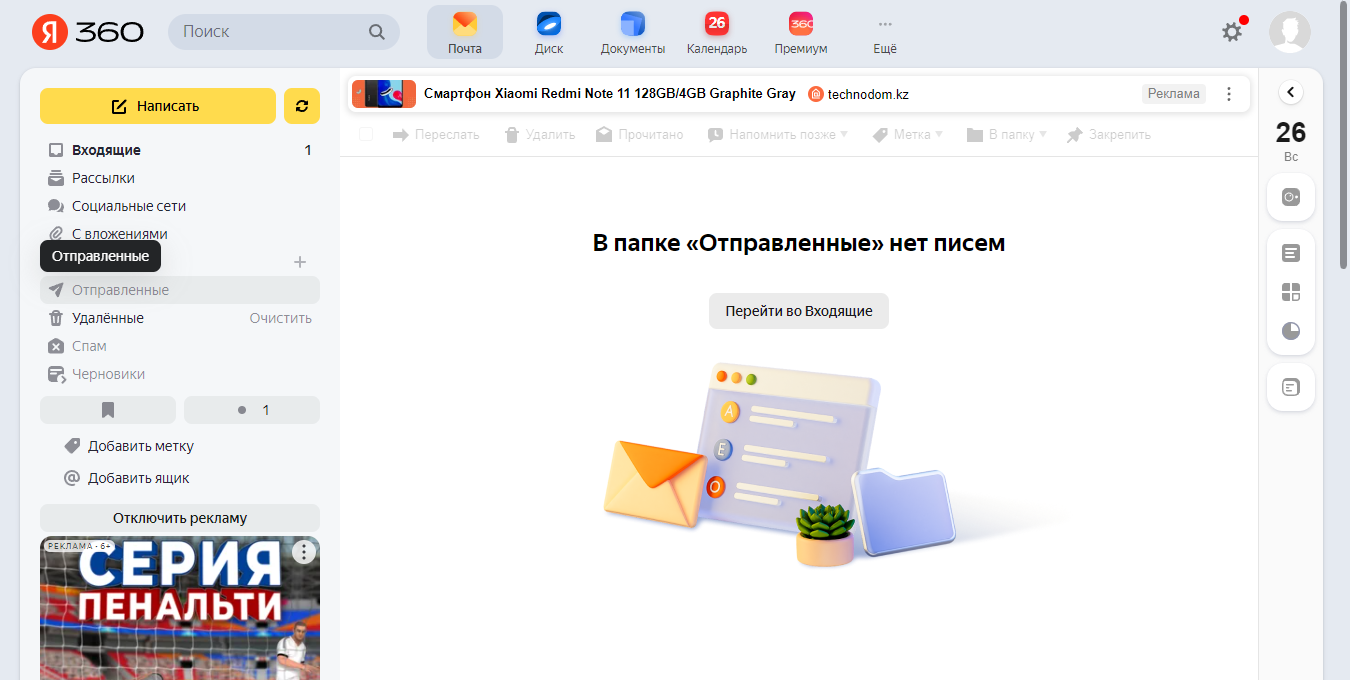 Я 360
Поиск
Почта
Диск
Документы
26
Календарь
360
Премиум
Ещё
Написать
Входящие 1
Рассылки
Социальные сети
С вложениями
Отправленные
Отправленные
Удалённые Очистить
Спам
Черновики
1
Добавить метку
Добавить ящик
Отключить рекламу
РЕКЛАМА · 6+
СЕРИЯ
ПЕНАЛЬТИ
Смартфон Xiaomi Redmi Note 11 128GB/4GB Graphite Gray technodom.kz Реклама
Переслать Удалить Прочитано Напомнить позже Метка В папку Закрепить
В папке «Отправленные» нет писем
Перейти во Входящие
A
E
O
26
Вс